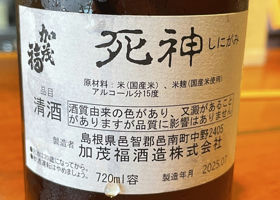 加茂福
死神
しにがみ
原材料：米(国産米)、米麹(国産米使用)
アルコール分15度
品目
清酒
酒質由来の色があり、又澱があること
がありますが品質に影響はありません。
製造者
島根県邑智郡邑南町中野2405
加茂福酒造株式会社
720ml容
製造年月
2025.07